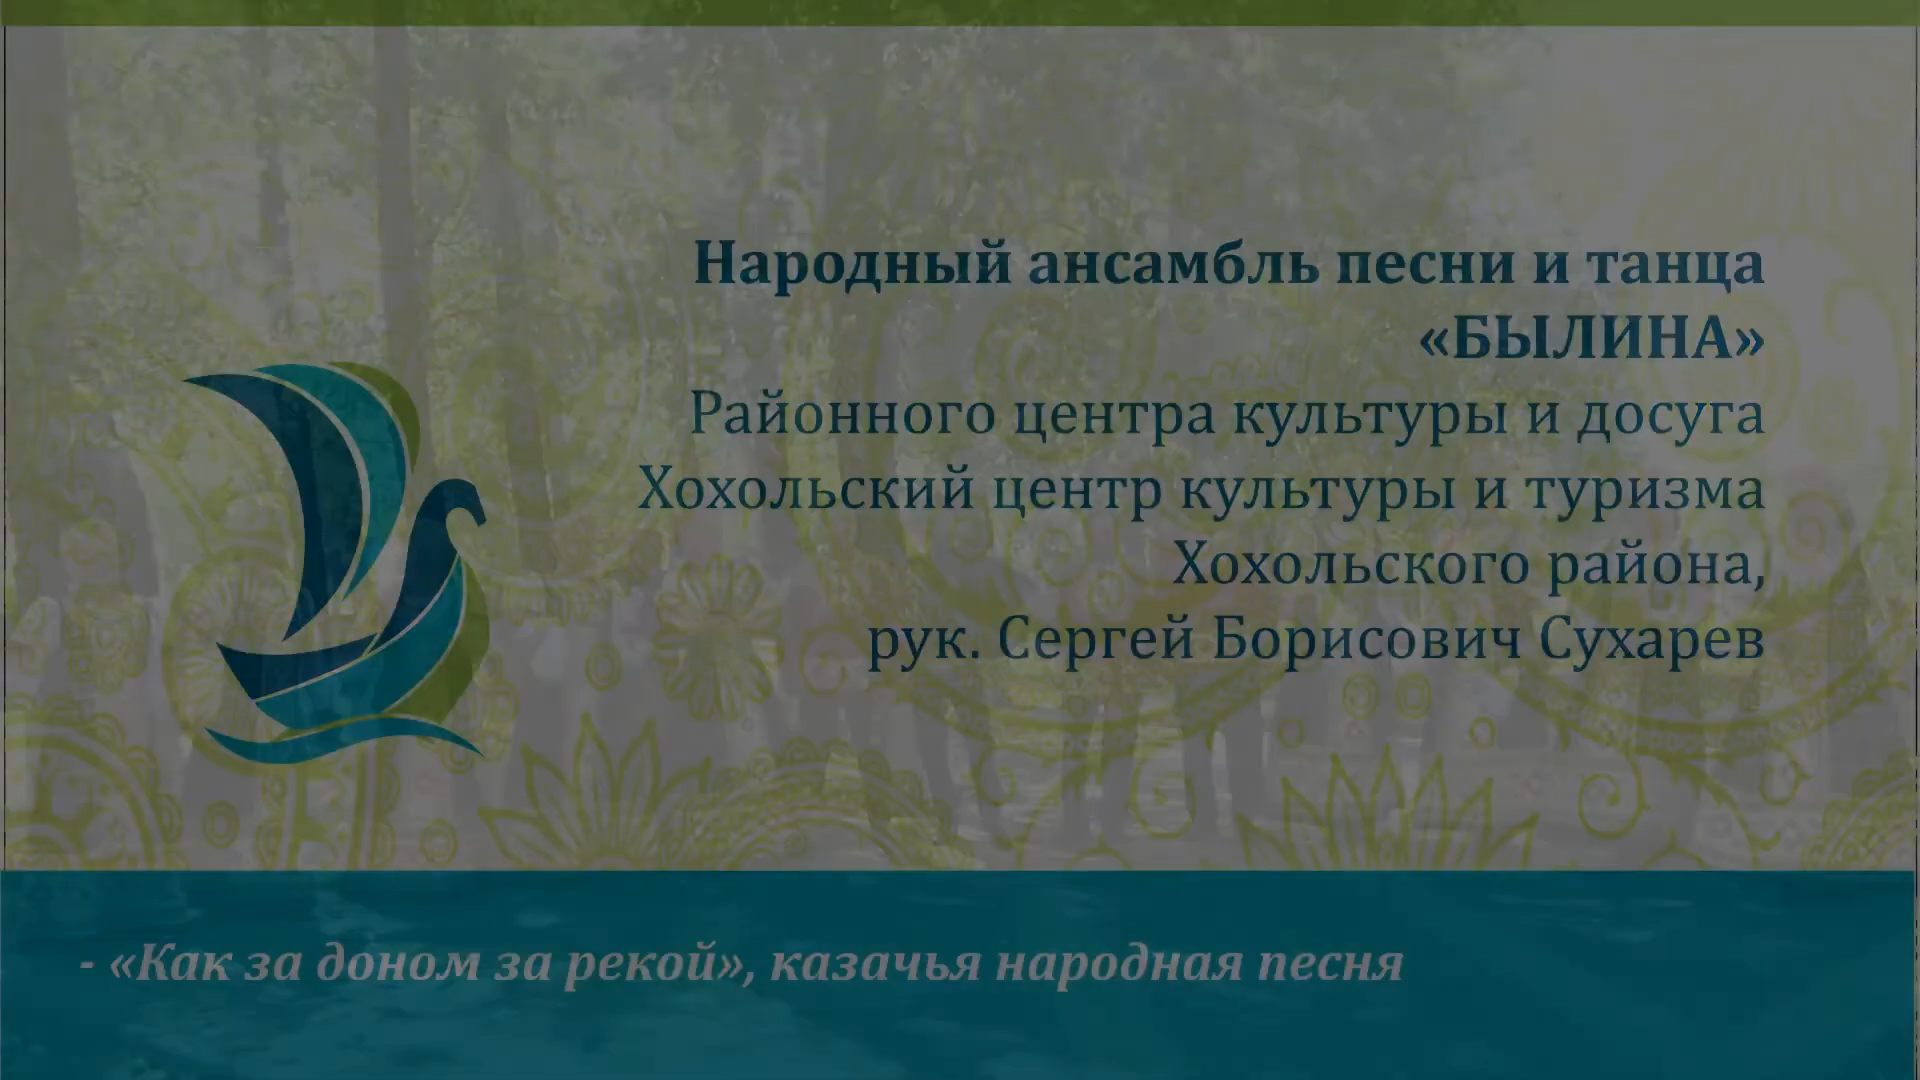 Народный ансамбль песни и танца
«БЫЛИНА»
Районного центра культуры и досуга
Хохольский центр культуры и туризма
Хохольского района,
рук. Сергей Борисович Сухарев
- «Как за доном за рекой», казачья народная песня